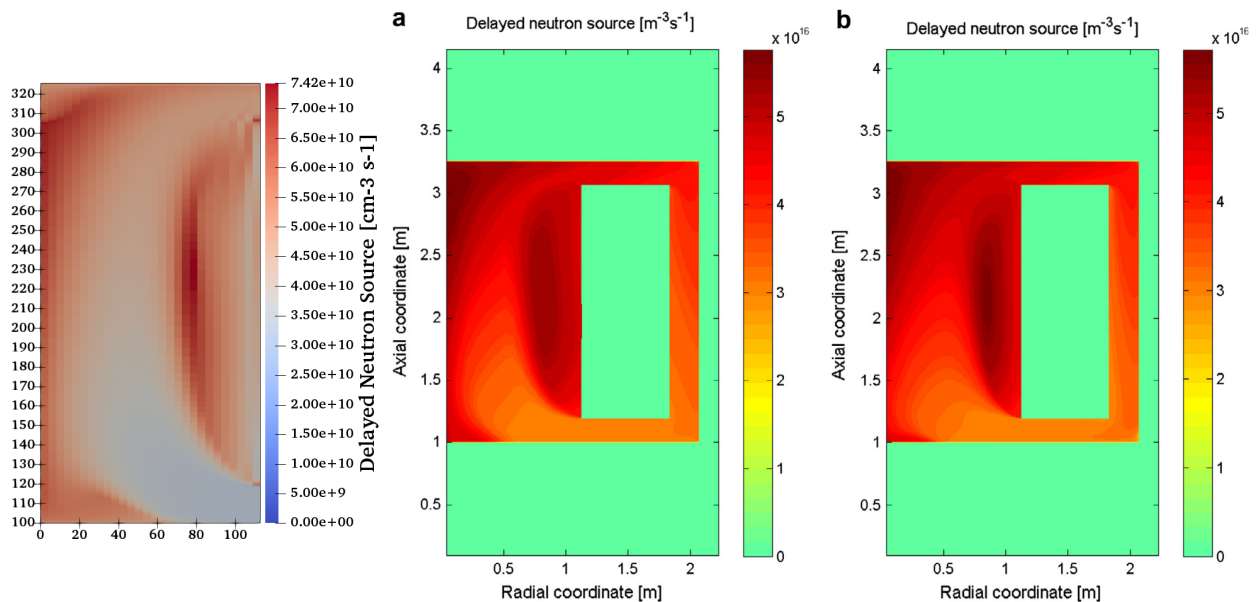 320
310
300
290
280
270
260
250
240
230
220
210
200
190
180
170
160
150
140
130
120
110
100
0
20
40
60
80
100
7.42e+10
7.00e+10
6.50e+10
6.00e+10
5.50e+10
5.00e+10
4.50e+10
4.00e+10
3.50e+10
3.00e+10
2.50e+10
2.00e+10
1.50e+10
1.00e+10
5.00e+9
0.00e+00
Delayed Neutron Source [cm-3 s-1]
a
Delayed neutron source [m⁻³s⁻¹]
x 10¹⁶
4
3.5
3
2.5
2
1.5
1
0.5
Axial coordinate [m]
0.5
1
1.5
2
Radial coordinate [m]
5
4
3
2
1
0
b
Delayed neutron source [m⁻³s⁻¹]
x 10¹⁶
4
3.5
3
2.5
2
1.5
1
0.5
Axial coordinate [m]
0.5
1
1.5
2
Radial coordinate [m]
5
4
3
2
1
0